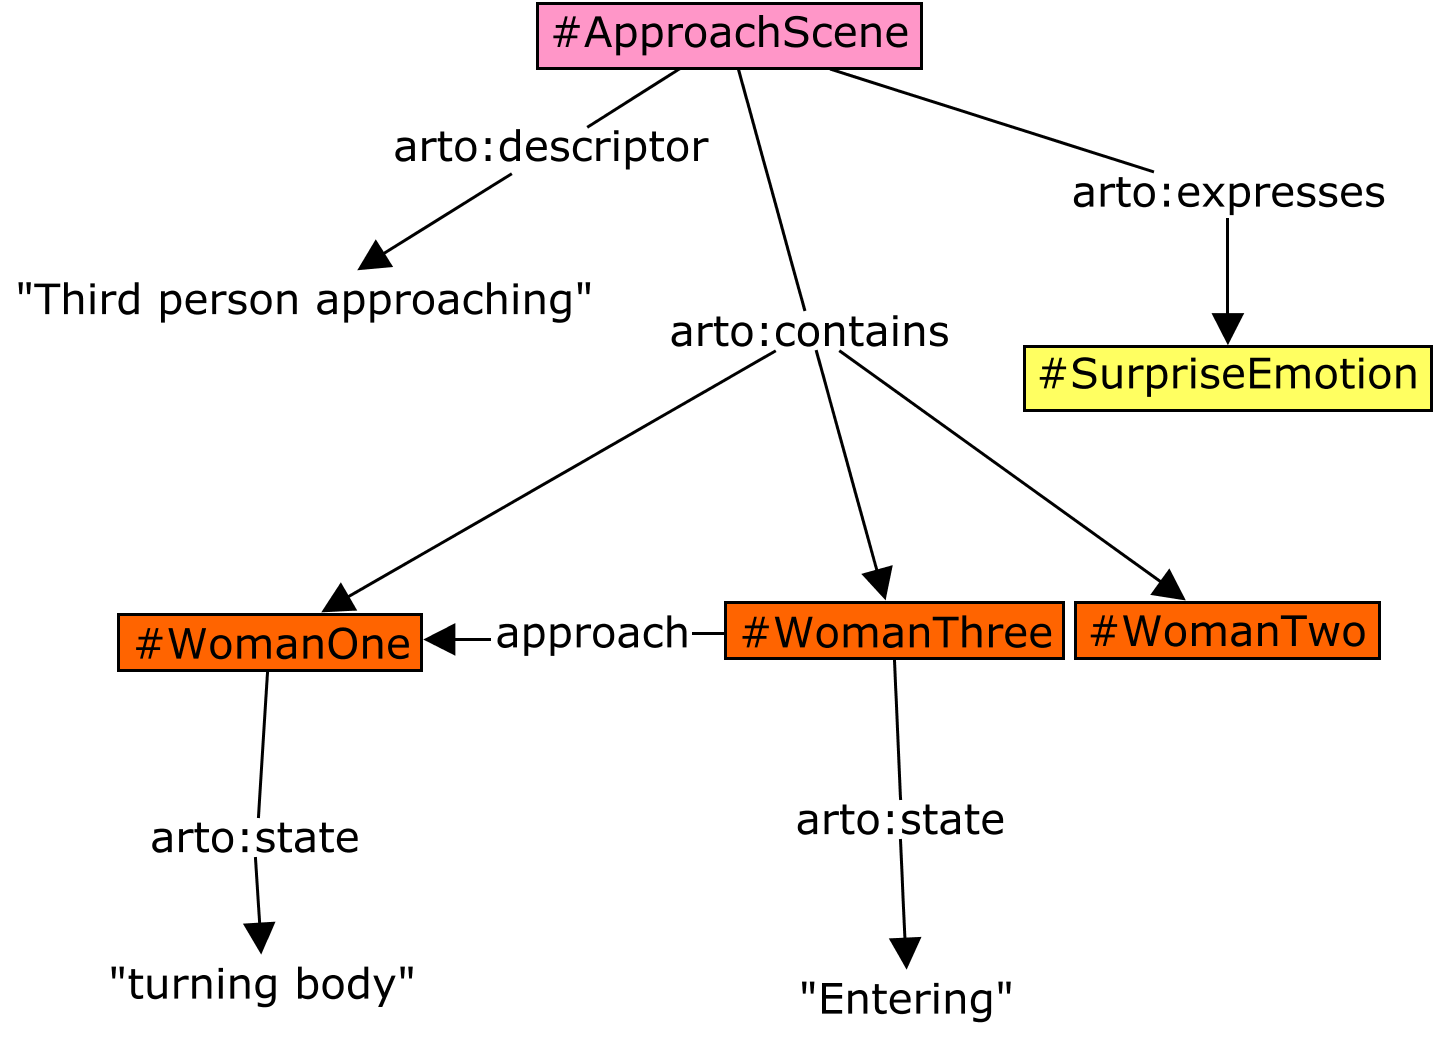 #ApproachScene
arto:descriptor
arto:expresses
"Third person approaching"
arto:contains
#SurpriseEmotion
#WomanOne
approach
#WomanThree
#WomanTwo
arto:state
arto:state
"turning body"
"Entering"